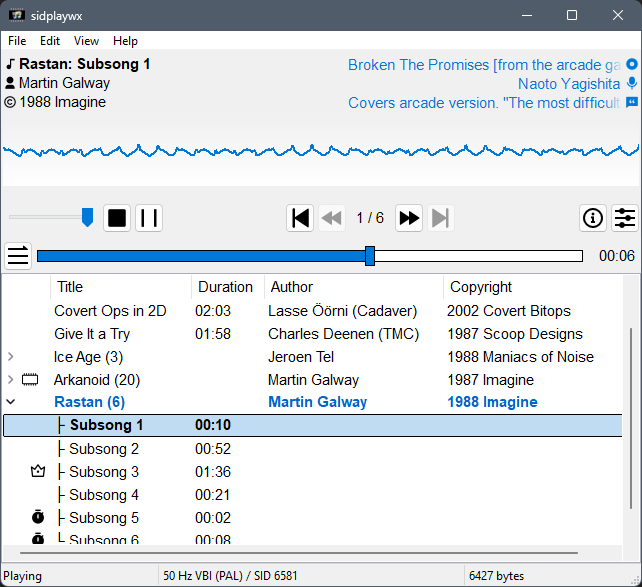 sidplaywx
File Edit View Help
Rastan: Subsong 1
Broken The Promises [from the arcade ga
Martin Galway
Naoto Yagishita
1988 Imagine
Covers arcade version. "The most difficult
1 / 6
00:06
Title Duration Author Copyright
Covert Ops in 2D 02:03 Lasse Öörni (Cadaver) 2002 Covert Bitops
Give It a Try 01:58 Charles Deenen (TMC) 1987 Scoop Designs
Ice Age (3) Jeroen Tel 1988 Maniacs of Noise
Arkanoid (20) Martin Galway 1987 Imagine
Rastan (6) Martin Galway 1988 Imagine
├ Subsong 1 00:10
├ Subsong 2 00:52
├ Subsong 3 01:36
├ Subsong 4 00:21
├ Subsong 5 00:02
└ Subsong 6 00:08
Playing 50 Hz VBI (PAL) / SID 6581 6427 bytes